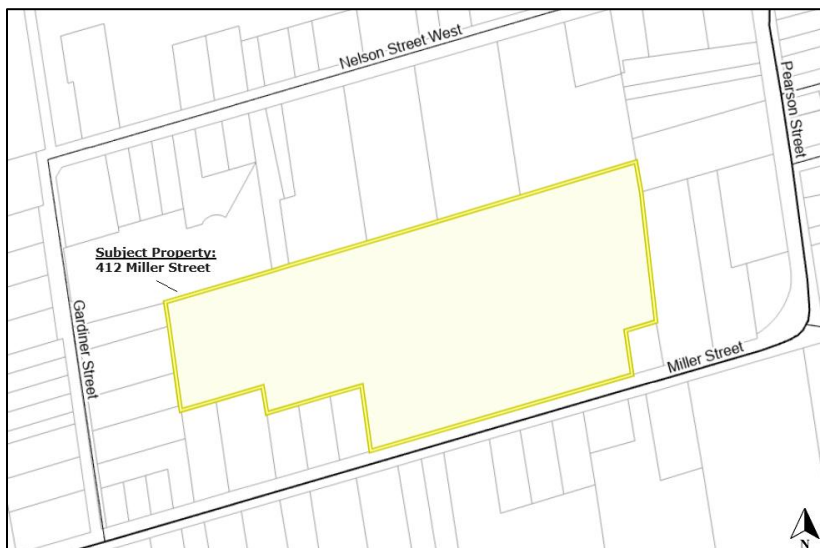 Nelson Street West
Pearson Street
Subject Property:
412 Miller Street
Gardiner Street
Miller Street
N